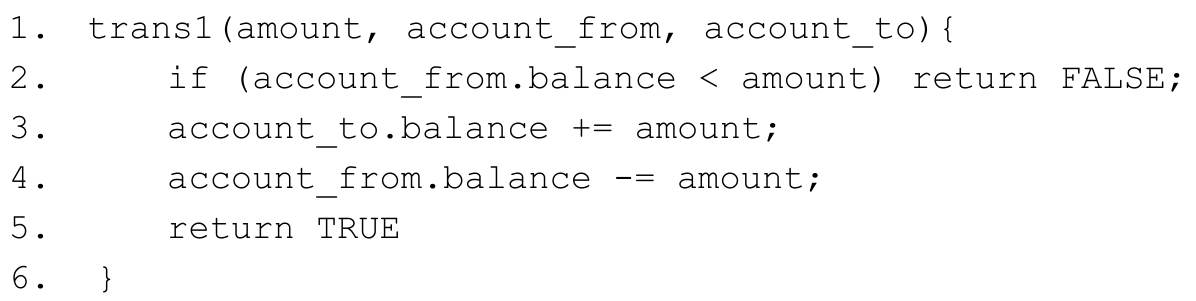 1. trans1(amount, account_from, account_to){
2. if (account_from.balance < amount) return FALSE;
3. account_to.balance += amount;
4. account_from.balance -= amount;
5. return TRUE
6. }